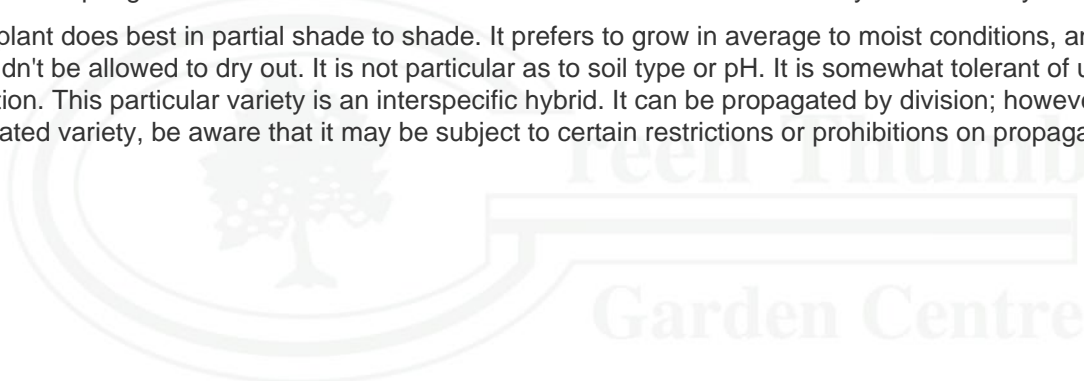 plant does best in partial shade to shade. It prefers to grow in average to moist conditions, an
dn't be allowed to dry out. It is not particular as to soil type or pH. It is somewhat tolerant of u
tion. This particular variety is an interspecific hybrid. It can be propagated by division; howeve
ated variety, be aware that it may be subject to certain restrictions or prohibitions on propaga
reen Thumb
Garden Centre